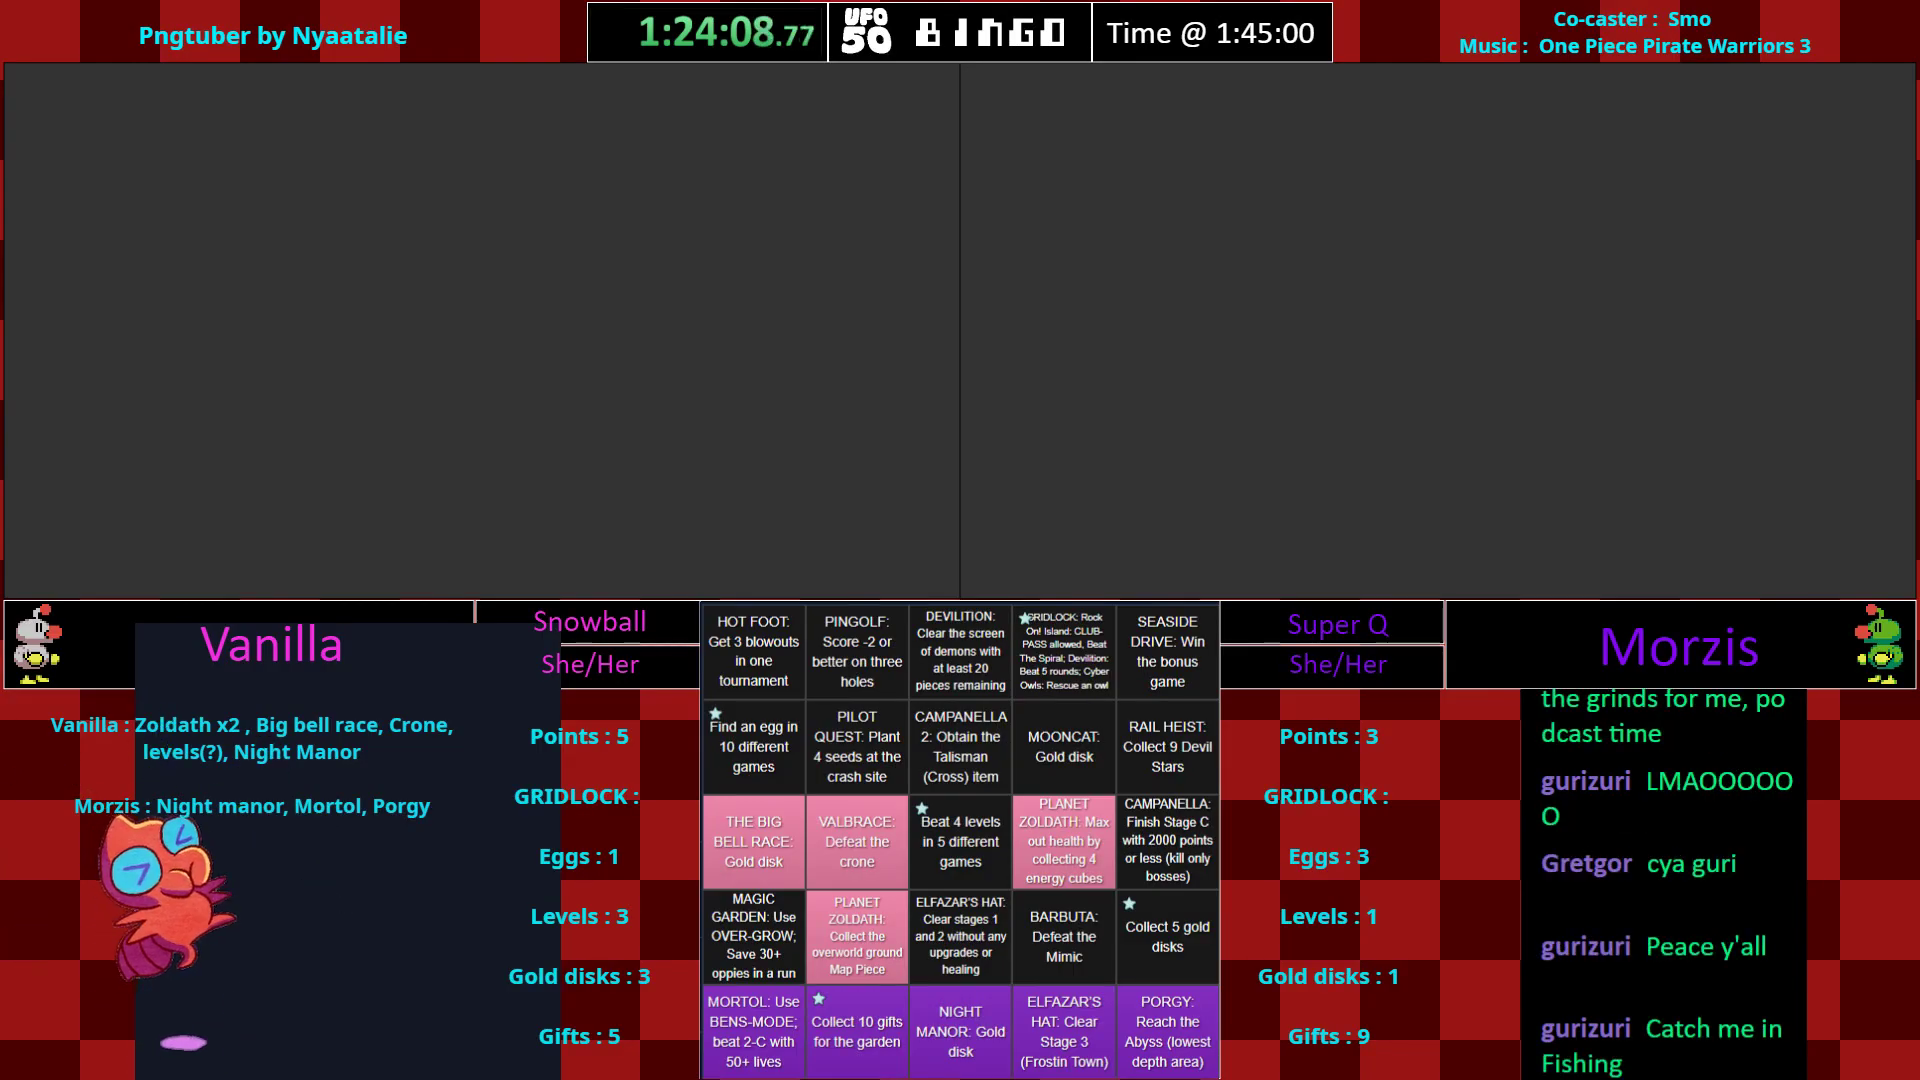 Pngtuber by Nyaatalie
1:24:08.77
UFO 50
BINGO
Time @ 1:45:00
Co-caster : Smo
Music : One Piece Pirate Warriors 3
Vanilla
Snowball
She/Her
Super Q
She/Her
Morzis
Vanilla : Zoldath x2 , Big bell race, Crone,
levels(?), Night Manor
Morzis : Night manor, Mortol, Porgy
Points : 5
GRIDLOCK :
Eggs : 1
Levels : 3
Gold disks : 3
Gifts : 5
HOT FOOT:
Get 3 blowouts
in one
tournament
PINGOLF:
Score -2 or
better on three
holes
DEVILITION:
Clear the screen
of demons with
at least 20
pieces remaining
GRIDLOCK: Rock
On! Island: CLUB-
PASS allowed, Beat
The Spiral; Devilition:
Beat 5 rounds; Cyber
Owls: Rescue an owl
SEASIDE
DRIVE: Win
the bonus
game
Find an egg in
10 different
games
PILOT
QUEST: Plant
4 seeds at the
crash site
CAMPANELLA
2: Obtain the
Talisman
(Cross) item
MOONCAT:
Gold disk
RAIL HEIST:
Collect 9 Devil
Stars
THE BIG
BELL RACE:
Gold disk
VALBRACE:
Defeat the
crone
Beat 4 levels
in 5 different
games
PLANET
ZOLDATH: Max
out health by
collecting 4
energy cubes
CAMPANELLA:
Finish Stage C
with 2000 points
or less (kill only
bosses)
MAGIC
GARDEN: Use
OVER-GROW;
Save 30+
oppies in a run
PLANET
ZOLDATH:
Collect the
overworld ground
Map Piece
ELFAZAR'S HAT:
Clear stages 1
and 2 without any
upgrades or
healing
BARBUTA:
Defeat the
Mimic
Collect 5 gold
disks
MORTOL: Use
BENS-MODE;
beat 2-C with
50+ lives
Collect 10 gifts
for the garden
NIGHT
MANOR: Gold
disk
ELFAZAR'S
HAT: Clear
Stage 3
(Frostin Town)
PORGY:
Reach the
Abyss (lowest
depth area)
Points : 3
GRIDLOCK :
Eggs : 3
Levels : 1
Gold disks : 1
Gifts : 9
the grinds for me, po
dcast time
gurizuri LMAOOOOO
O
Gretgor cya guri
gurizuri Peace y'all
gurizuri Catch me in
Fishing